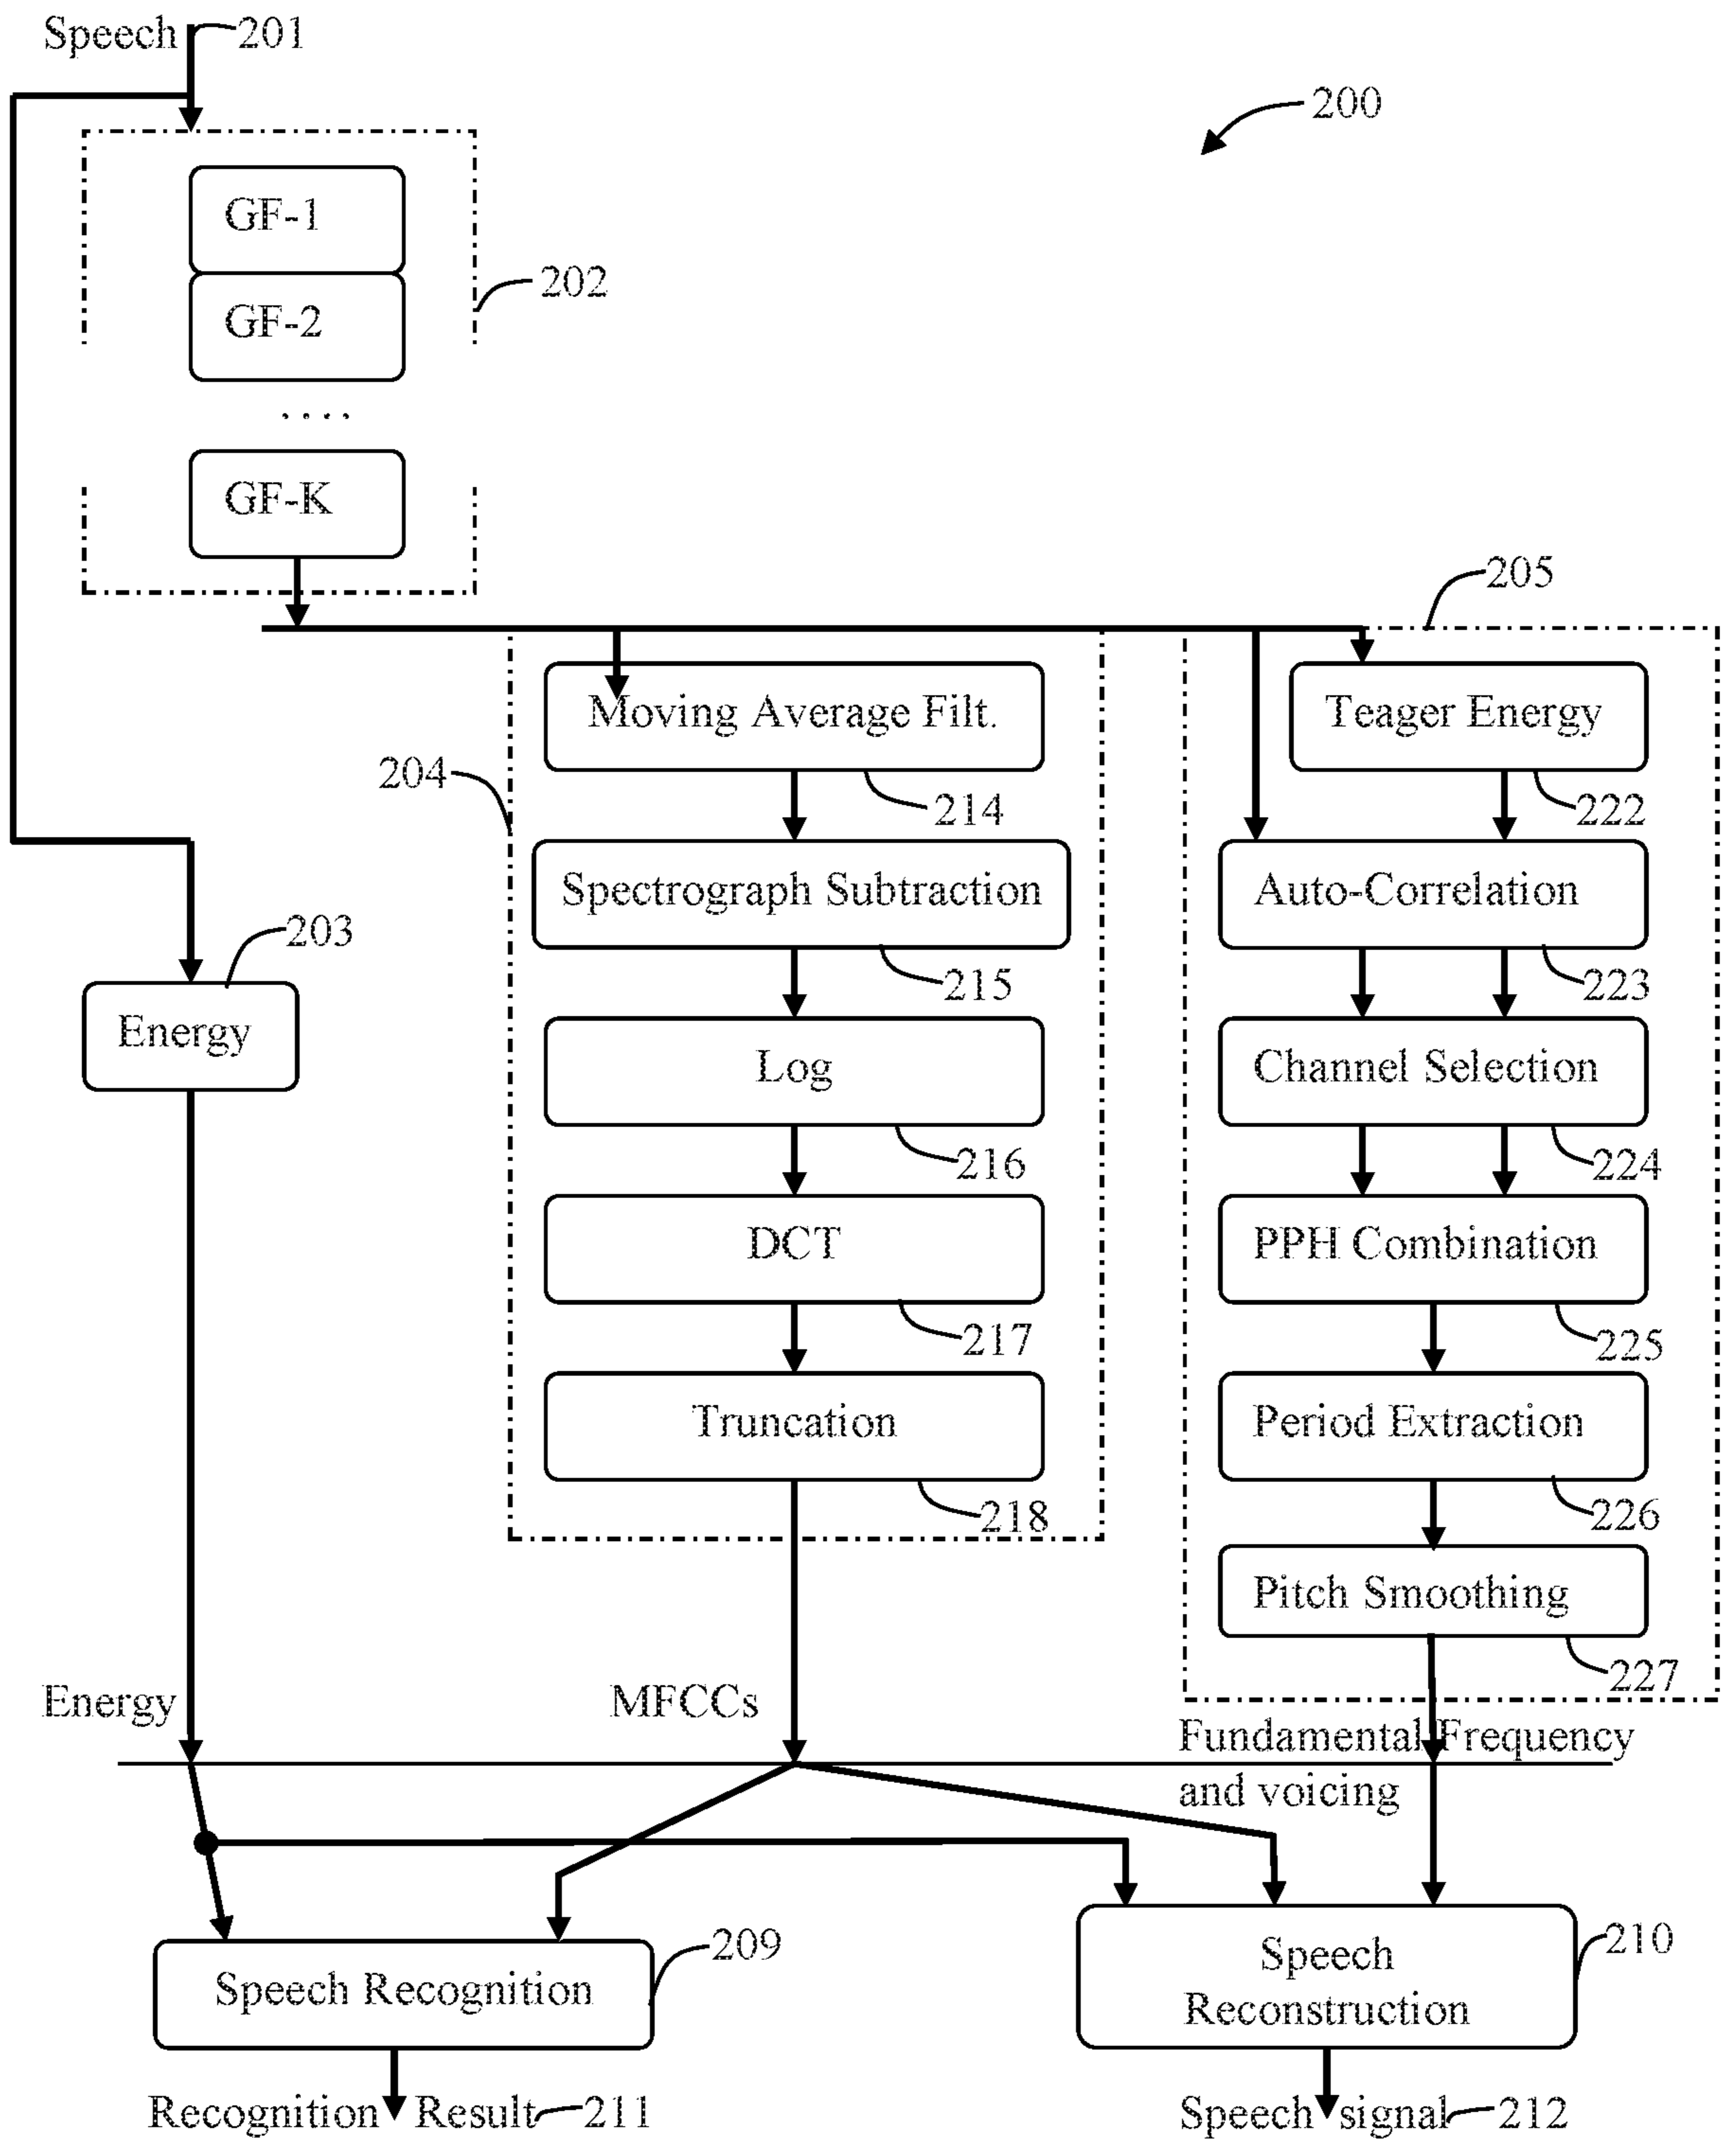 Speech 201
200
GF-1
202
GF-2
. . . .
GF-K
205
Moving Average Filt.
Teager Energy
204
214
222
Spectrograph Subtraction
Auto-Correlation
203
215
223
Energy
Log
Channel Selection
216
224
DCT
PPH Combination
217
225
Truncation
Period Extraction
218
226
Pitch Smoothing
227
Energy
MFCCs
Fundamental Frequency
and voicing
209
210
Speech Recognition
Speech
Reconstruction
Recognition Result 211
Speech signal 212